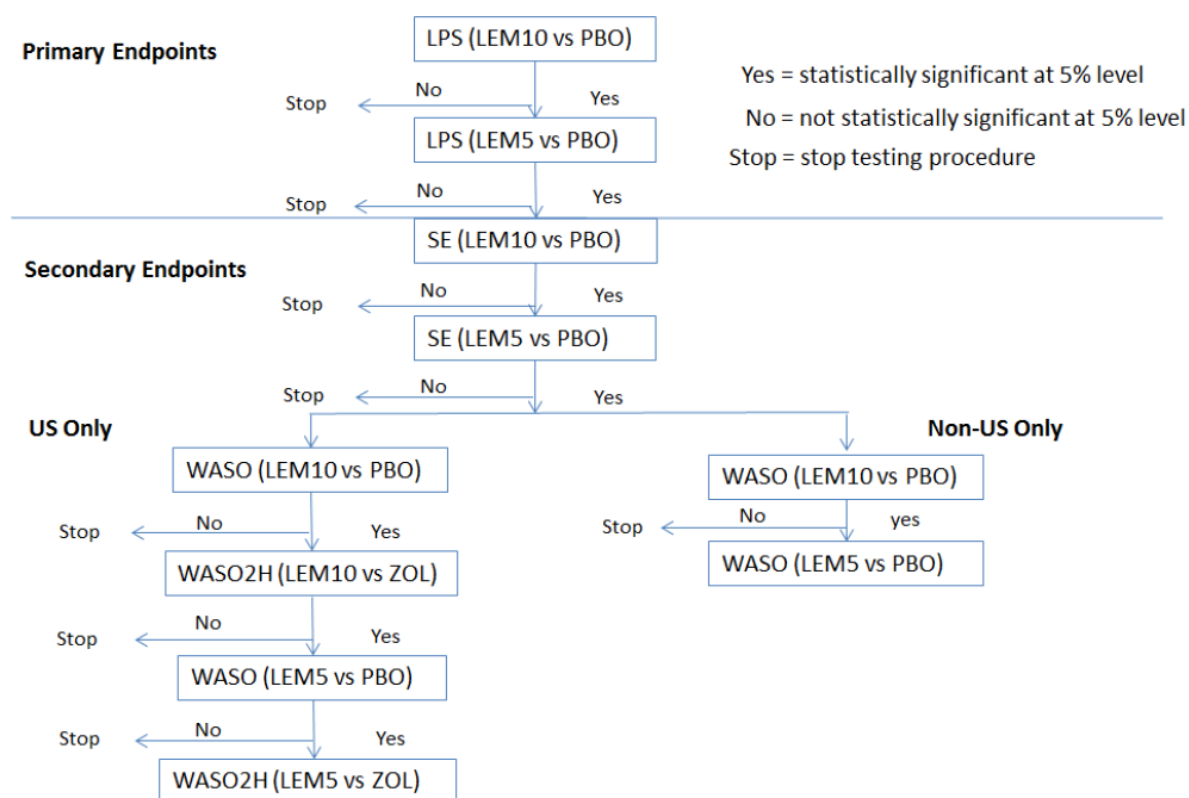 LPS (LEM10 vs PBO)
Primary Endpoints
Yes = statistically significant at 5% level
No
Yes
Stop
No = not statistically significant at 5% level
LPS (LEM5 vs PBO)
Stop = stop testing procedure
No
Yes
Stop
SE (LEM10 vs PBO)
Secondary Endpoints
No
Yes
Stop
SE (LEM5 vs PBO)
No
Yes
Stop
US Only
Non-US Only
WASO (LEM10 vs PBO)
WASO (LEM10 vs PBO)
No
Yes
Stop
No
yes
Stop
WASO2H (LEM10 vs ZOL)
WASO (LEM5 vs PBO)
No
Yes
Stop
WASO (LEM5 vs PBO)
No
Yes
Stop
WASO2H (LEM5 vs ZOL)